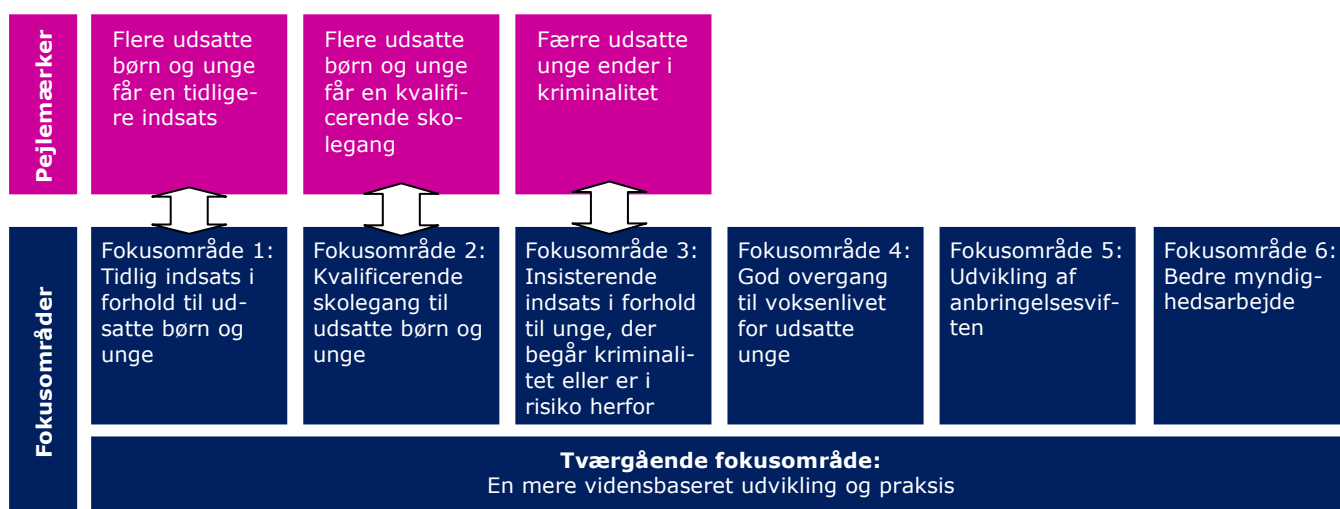 Pejlemærker
Flere udsatte
børn og unge
får en tidlige-
re indsats
Flere udsatte
børn og unge
får en kvalifi-
cerende sko-
legang
Færre udsatte
unge ender i
kriminalitet
Fokusområder
Fokusområde 1:
Tidlig indsats i
forhold til ud-
satte børn og
unge
Fokusområde 2:
Kvalificerende
skolegang til
udsatte børn og
unge
Fokusområde 3:
Insisterende
indsats i forhold
til unge, der
begår kriminali-
tet eller er i
risiko herfor
Fokusområde 4:
God overgang
til voksenlivet
for udsatte
unge
Fokusområde 5:
Udvikling af
anbringelsesvif-
ten
Fokusområde 6:
Bedre myndig-
hedsarbejde
Tværgående fokusområde:
En mere vidensbaseret udvikling og praksis